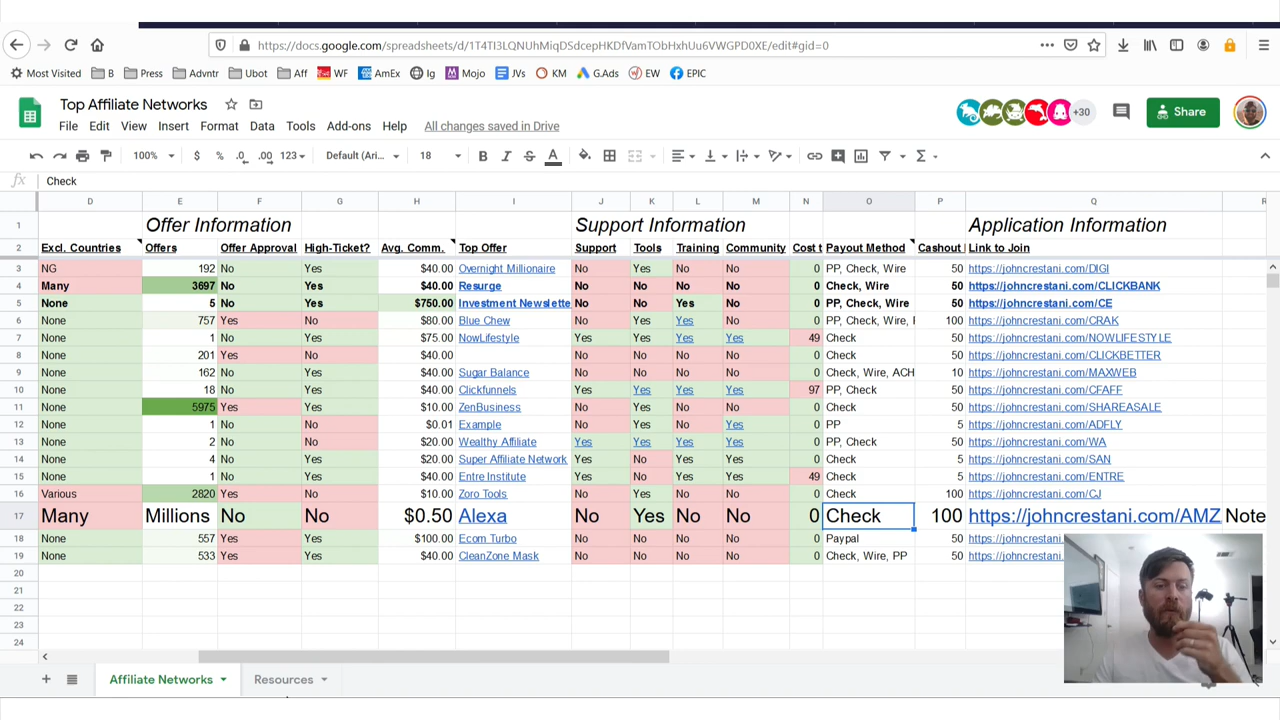 https://docs.google.com/spreadsheets/d/1T4TI3LQNUhMiqDSdcepHKDfVamTObHxhUu6VWGPD0XE/edit#gid=0
Most Visited B Press Advntr Ubot Aff WF AmEx Ig Mojo JVs KM G.Ads EW EPIC
Top Affiliate Networks
+30
Share
File Edit View Insert Format Data Tools Add-ons Help All changes saved in Drive
100% $ % .0 .00 123 Default (Ari... 18 B I S A
fx Check
D E F G H I J K L M N O P Q R
1 Offer Information Support Information Application Information
2 Excl. Countries Offers Offer Approval High-Ticket? Avg. Comm. Top Offer Support Tools Training Community Cost t Payout Method Cashout Link to Join
3 NG 192 No Yes $40.00 Overnight Millionaire No Yes No No 0 PP, Check, Wire 50 https://johncrestani.com/DIGI
4 Many 3697 No Yes $40.00 Resurge No No No No 0 Check, Wire 50 https://johncrestani.com/CLICKBANK
5 None 5 No Yes $750.00 Investment Newslette No No Yes No 0 PP, Check, Wire 50 https://johncrestani.com/CE
6 None 757 Yes No $80.00 Blue Chew No No Yes No 0 PP, Check, Wire, 100 https://johncrestani.com/CRAK
7 None 1 No Yes $75.00 NowLifestyle Yes Yes Yes Yes 49 Check 50 https://johncrestani.com/NOWLIFESTYLE
8 None 201 Yes No $40.00 No No No No 0 Check 50 https://johncrestani.com/CLICKBETTER
9 None 162 No Yes $40.00 Sugar Balance No No No No 0 Check, Wire, ACH 10 https://johncrestani.com/MAXWEB
10 None 18 No Yes $40.00 Clickfunnels Yes Yes Yes Yes 97 PP, Check 50 https://johncrestani.com/CFAFF
11 None 5975 Yes Yes $10.00 ZenBusiness No No No No 0 Check 50 https://johncrestani.com/SHAREASALE
12 None 1 No No $0.01 Example No Yes No Yes 0 PP 5 https://johncrestani.com/ADFLY
13 None 2 No No $20.00 Wealthy Affiliate Yes Yes Yes Yes 0 PP, Check 50 https://johncrestani.com/WA
14 None 4 No Yes $20.00 Super Affiliate Network Yes No Yes Yes 0 Check 5 https://johncrestani.com/SAN
15 None 1 No Yes $40.00 Entre Institute Yes No Yes Yes 49 Check 5 https://johncrestani.com/ENTRE
16 Various 2820 Yes No $10.00 Zoro Tools No Yes No No 0 Check 100 https://johncrestani.com/CJ
17 Many Millions No No $0.50 Alexa No Yes No No 0 Check 100 https://johncrestani.com/AMZ Note
18 None 557 Yes Yes $100.00 Ecom Turbo No No No No 0 Paypal 50 https://johncrestani.
19 None 533 Yes Yes $40.00 CleanZone Mask No No No No 0 Check, Wire, PP 50 https://johncrestani.
20
21
22
23
24
Affiliate Networks Resources